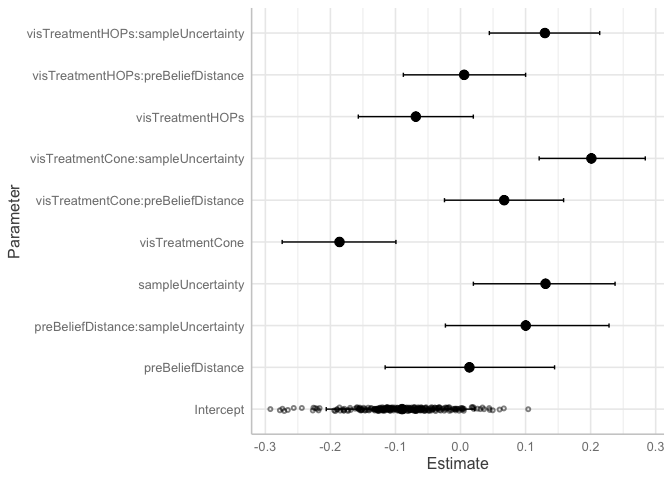 visTreatmentHOPs:sampleUncertainty
visTreatmentHOPs:preBeliefDistance
visTreatmentHOPs
visTreatmentCone:sampleUncertainty
visTreatmentCone:preBeliefDistance
visTreatmentCone
sampleUncertainty
preBeliefDistance:sampleUncertainty
preBeliefDistance
Intercept
Parameter
-0.3 -0.2 -0.1 0.0 0.1 0.2 0.3
Estimate